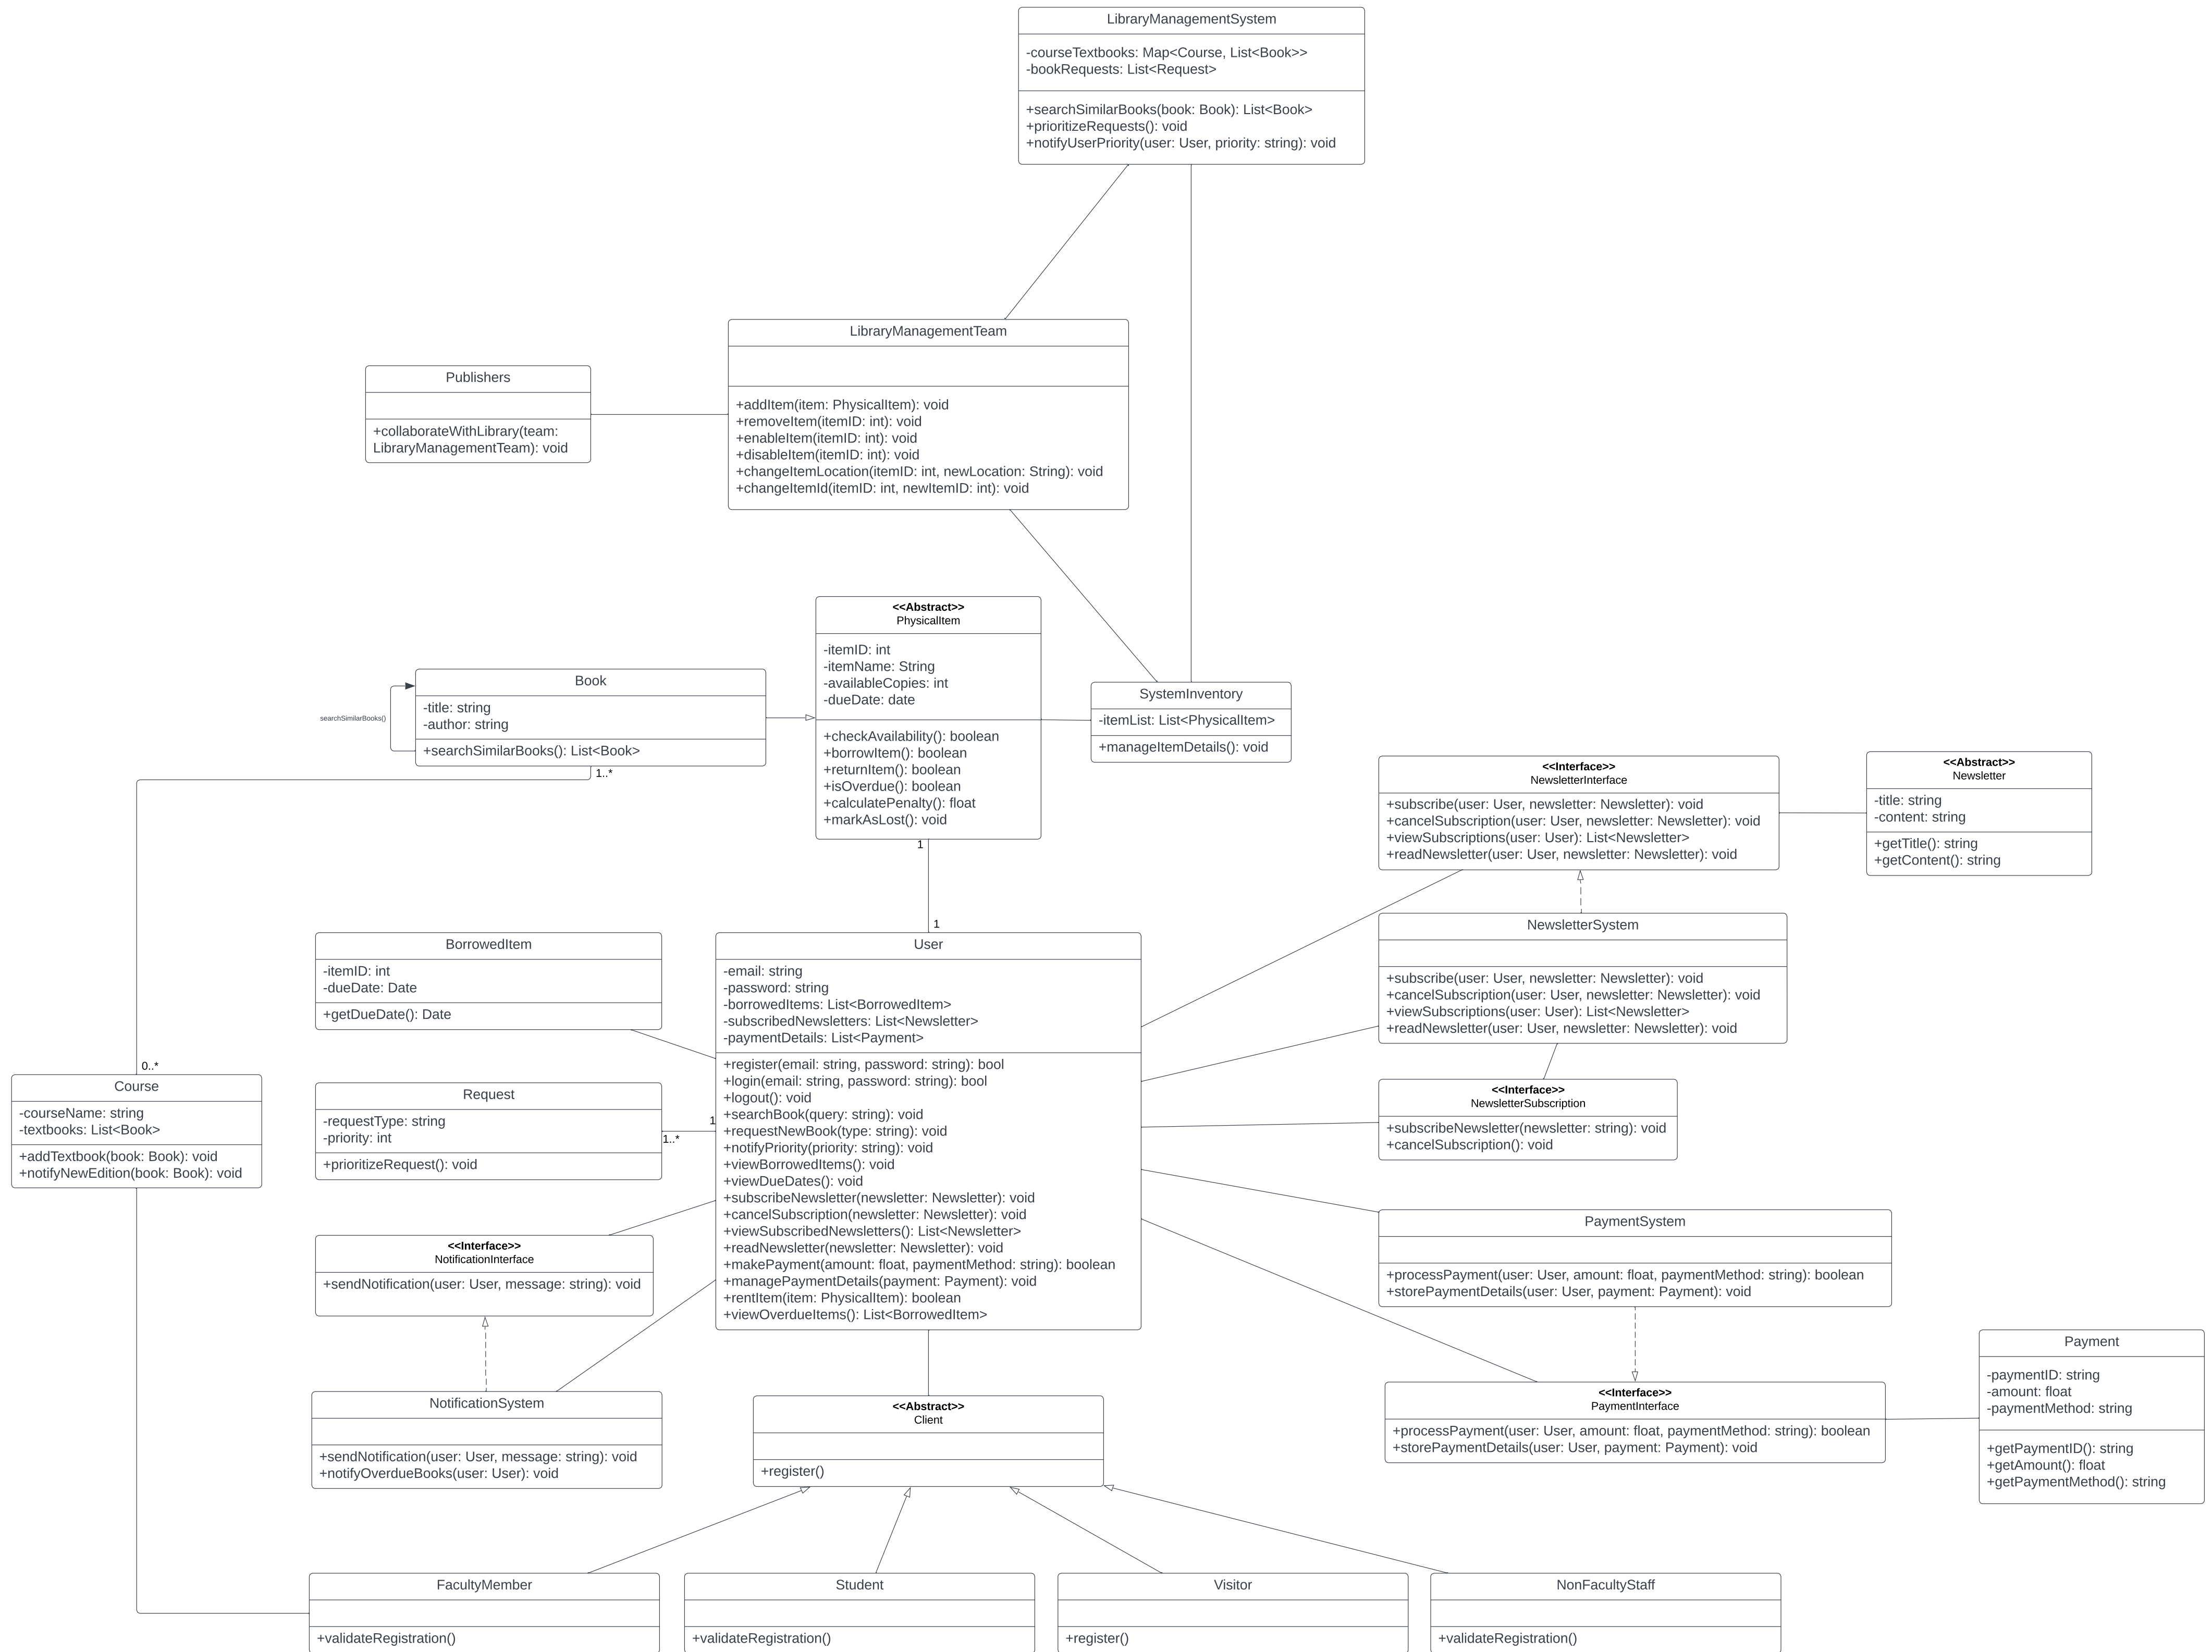 LibraryManagementSystem
-courseTextbooks: Map<Course, List<Book>>
-bookRequests: List<Request>
+searchSimilarBooks(book: Book): List<Book>
+prioritizeRequests(): void
+notifyUserPriority(user: User, priority: string): void
LibraryManagementTeam
+addItem(item: PhysicalItem): void
+removeItem(itemID: int): void
+enableItem(itemID: int): void
+disableItem(itemID: int): void
+changeItemLocation(itemID: int, newLocation: String): void
+changeItemId(itemID: int, newItemID: int): void
Publishers
+collaborateWithLibrary(team:
LibraryManagementTeam): void
<<Abstract>>
PhysicalItem
-itemID: int
-itemName: String
-availableCopies: int
-dueDate: date
+checkAvailability(): boolean
+borrowItem(): boolean
+returnItem(): boolean
+isOverdue(): boolean
+calculatePenalty(): float
+markAsLost(): void
Book
-title: string
-author: string
+searchSimilarBooks(): List<Book>
searchSimilarBooks()
1..*
SystemInventory
-itemList: List<PhysicalItem>
+manageItemDetails(): void
<<Interface>>
NewsletterInterface
+subscribe(user: User, newsletter: Newsletter): void
+cancelSubscription(user: User, newsletter: Newsletter): void
+viewSubscriptions(user: User): List<Newsletter>
+readNewsletter(user: User, newsletter: Newsletter): void
<<Abstract>>
Newsletter
-title: string
-content: string
+getTitle(): string
+getContent(): string
1
1
BorrowedItem
-itemID: int
-dueDate: Date
+getDueDate(): Date
User
-email: string
-password: string
-borrowedItems: List<BorrowedItem>
-subscribedNewsletters: List<Newsletter>
-paymentDetails: List<Payment>
+register(email: string, password: string): bool
+login(email: string, password: string): bool
+logout(): void
+searchBook(query: string): void
+requestNewBook(type: string): void
+notifyPriority(priority: string): void
+viewBorrowedItems(): void
+viewDueDates(): void
+subscribeNewsletter(newsletter: Newsletter): void
+cancelSubscription(newsletter: Newsletter): void
+viewSubscribedNewsletters(): List<Newsletter>
+readNewsletter(newsletter: Newsletter): void
+makePayment(amount: float, paymentMethod: string): boolean
+managePaymentDetails(payment: Payment): void
+rentItem(item: PhysicalItem): boolean
+viewOverdueItems(): List<BorrowedItem>
NewsletterSystem
+subscribe(user: User, newsletter: Newsletter): void
+cancelSubscription(user: User, newsletter: Newsletter): void
+viewSubscriptions(user: User): List<Newsletter>
+readNewsletter(user: User, newsletter: Newsletter): void
0..*
Course
-courseName: string
-textbooks: List<Book>
+addTextbook(book: Book): void
+notifyNewEdition(book: Book): void
Request
-requestType: string
-priority: int
+prioritizeRequest(): void
1
1..*
<<Interface>>
NewsletterSubscription
+subscribeNewsletter(newsletter: string): void
+cancelSubscription(): void
<<Interface>>
NotificationInterface
+sendNotification(user: User, message: string): void
PaymentSystem
+processPayment(user: User, amount: float, paymentMethod: string): boolean
+storePaymentDetails(user: User, payment: Payment): void
Payment
-paymentID: string
-amount: float
-paymentMethod: string
+getPaymentID(): string
+getAmount(): float
+getPaymentMethod(): string
NotificationSystem
+sendNotification(user: User, message: string): void
+notifyOverdueBooks(user: User): void
<<Abstract>>
Client
+register()
<<Interface>>
PaymentInterface
+processPayment(user: User, amount: float, paymentMethod: string): boolean
+storePaymentDetails(user: User, payment: Payment): void
FacultyMember
+validateRegistration()
Student
+validateRegistration()
Visitor
+register()
NonFacultyStaff
+validateRegistration()